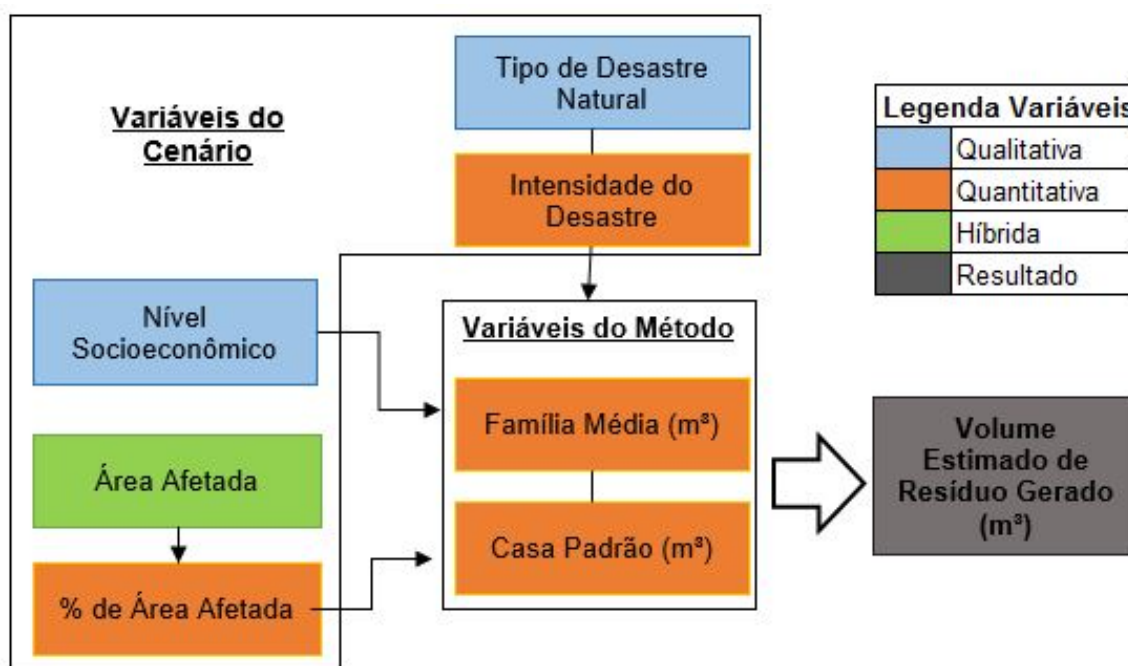 Variáveis do
Cenário
Tipo de Desastre
Natural
Intensidade do
Desastre
Nível
Socioeconômico
Área Afetada
% de Área Afetada
Variáveis do Método
Família Média (m³)
Casa Padrão (m³)
Legenda Variáveis
Qualitativa
Quantitativa
Híbrida
Resultado
Volume
Estimado de
Resíduo Gerado
(m³)